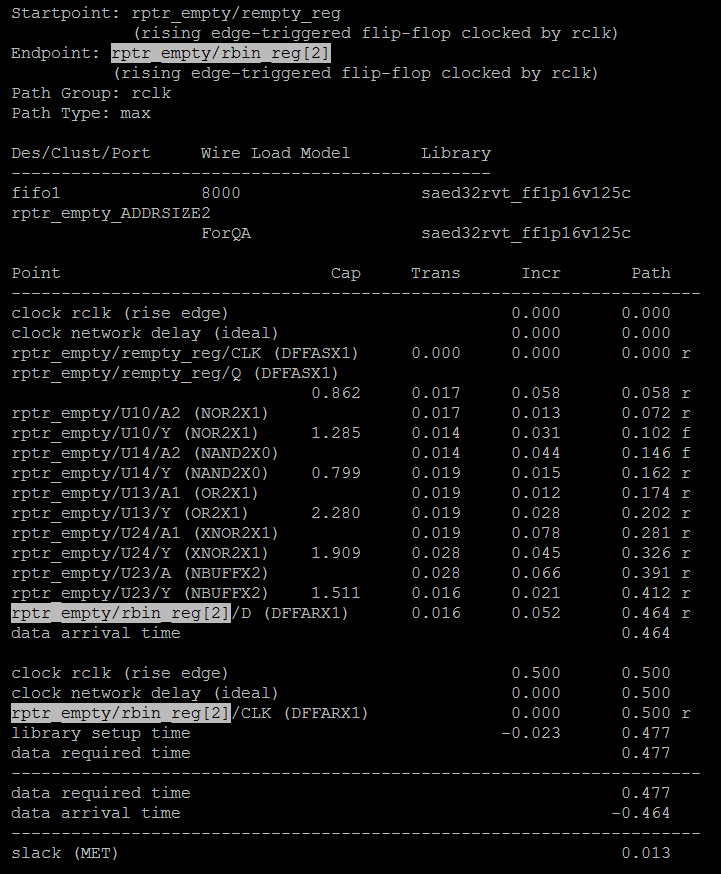 Startpoint: rptr_empty/rempty_reg
(rising edge-triggered flip-flop clocked by rclk)
Endpoint: rptr_empty/rbin_reg[2]
(rising edge-triggered flip-flop clocked by rclk)
Path Group: rclk
Path Type: max
Des/Clust/Port Wire Load Model Library
------------------------------------------------
fifo1 8000 saed32rvt_ff1p16v125c
rptr_empty_ADDRSIZE2
ForQA saed32rvt_ff1p16v125c
Point Cap Trans Incr Path
---------------------------------------------------------------------
clock rclk (rise edge) 0.000 0.000
clock network delay (ideal) 0.000 0.000
rptr_empty/rempty_reg/CLK (DFFASX1) 0.000 0.000 0.000 r
rptr_empty/rempty_reg/Q (DFFASX1)
0.862 0.017 0.058 0.058 r
rptr_empty/U10/A2 (NOR2X1) 0.017 0.013 0.072 r
rptr_empty/U10/Y (NOR2X1) 1.285 0.014 0.031 0.102 f
rptr_empty/U14/A2 (NAND2X0) 0.014 0.044 0.146 f
rptr_empty/U14/Y (NAND2X0) 0.799 0.019 0.015 0.162 r
rptr_empty/U13/A1 (OR2X1) 0.019 0.012 0.174 r
rptr_empty/U13/Y (OR2X1) 2.280 0.019 0.028 0.202 r
rptr_empty/U24/A1 (XNOR2X1) 0.019 0.078 0.281 r
rptr_empty/U24/Y (XNOR2X1) 1.909 0.028 0.045 0.326 r
rptr_empty/U23/A (NBUFFX2) 0.028 0.066 0.391 r
rptr_empty/U23/Y (NBUFFX2) 1.511 0.016 0.021 0.412 r
rptr_empty/rbin_reg[2]/D (DFFARX1) 0.016 0.052 0.464 r
data arrival time 0.464
clock rclk (rise edge) 0.500 0.500
clock network delay (ideal) 0.000 0.500
rptr_empty/rbin_reg[2]/CLK (DFFARX1) 0.000 0.500 r
library setup time -0.023 0.477
data required time 0.477
---------------------------------------------------------------------
data required time 0.477
data arrival time -0.464
---------------------------------------------------------------------
slack (MET) 0.013